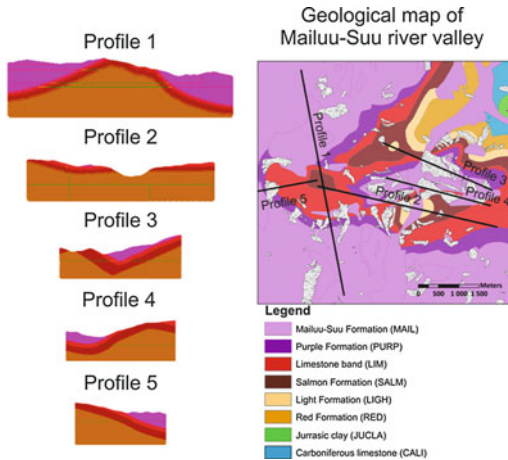 Profile 1
Profile 2
Profile 3
Profile 4
Profile 5
Geological map of
Mailuu-Suu river valley
Profile 1
Profile 3
Profile 4
Profile 2
Profile 5
Meters
0 500 1 000 1 500
Legend
Mailuu-Suu Formation (MAIL)
Purple Formation (PURP)
Limestone band (LIM)
Salmon Formation (SALM)
Light Formation (LIGH)
Red Formation (RED)
Jurrasic clay (JUCLA)
Carboniferous limestone (CALI)